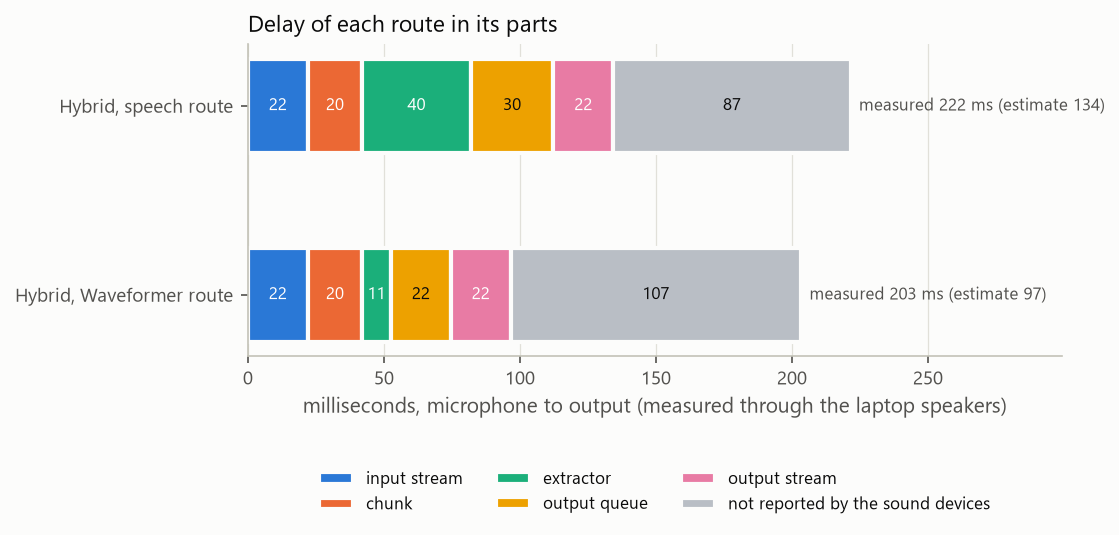 Delay of each route in its parts
Hybrid, speech route
22 20 40 30 22 87 measured 222 ms (estimate 134)
Hybrid, Waveformer route
22 20 11 22 22 107 measured 203 ms (estimate 97)
0 50 100 150 200 250
milliseconds, microphone to output (measured through the laptop speakers)
input stream extractor output stream
chunk output queue not reported by the sound devices